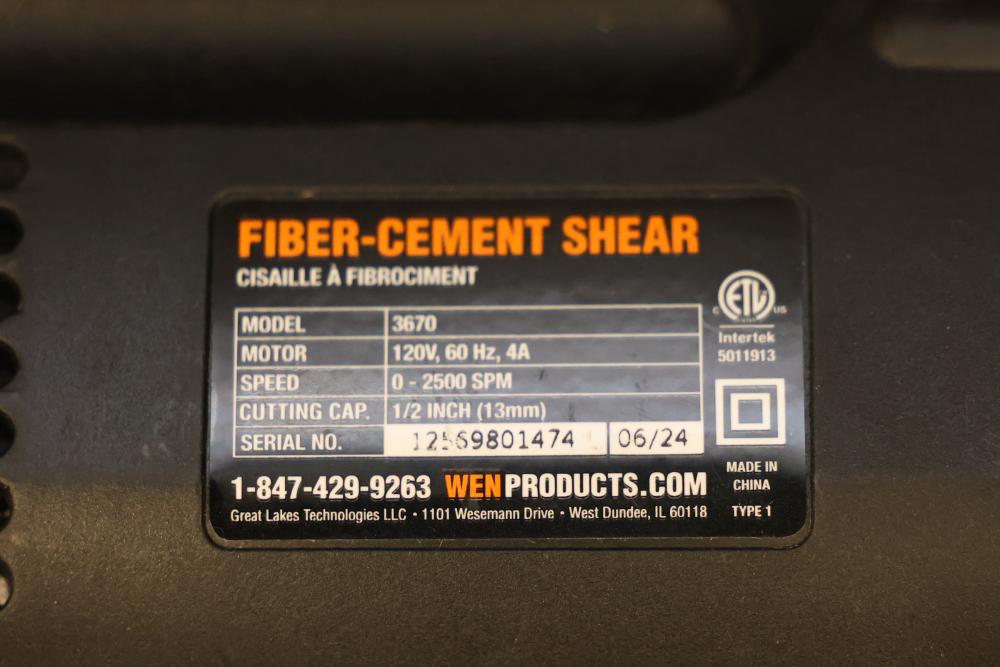 FIBER-CEMENT SHEAR
CISAILLE À FIBROCIMENT
MODEL 3670
MOTOR 120V, 60 Hz, 4A
SPEED 0 - 2500 SPM
CUTTING CAP. 1/2 INCH (13mm)
SERIAL NO. 12569801474 06/24
C ETL US
Intertek
5011913
1-847-429-9263 WENPRODUCTS.COM
Great Lakes Technologies LLC • 1101 Wesemann Drive • West Dundee, IL 60118
MADE IN
CHINA
TYPE 1